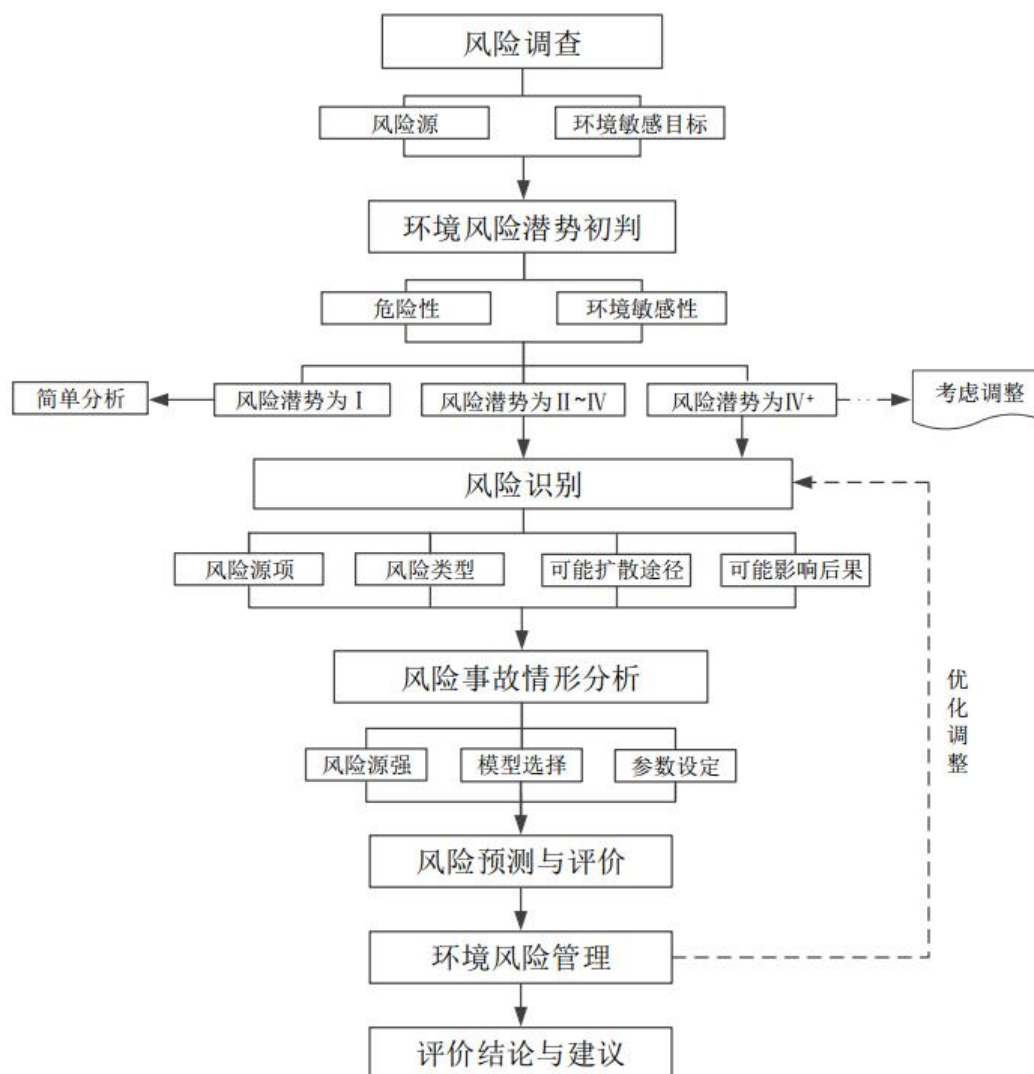 风险调查
风险源
环境敏感目标
环境风险潜势初判
危险性
环境敏感性
简单分析
风险潜势为Ⅰ
风险潜势为Ⅱ~Ⅳ
风险潜势为Ⅳ⁺
考虑调整
风险识别
风险源项
风险类型
可能扩散途径
可能影响后果
风险事故情形分析
优化调整
风险源强
模型选择
参数设定
风险预测与评价
环境风险管理
评价结论与建议